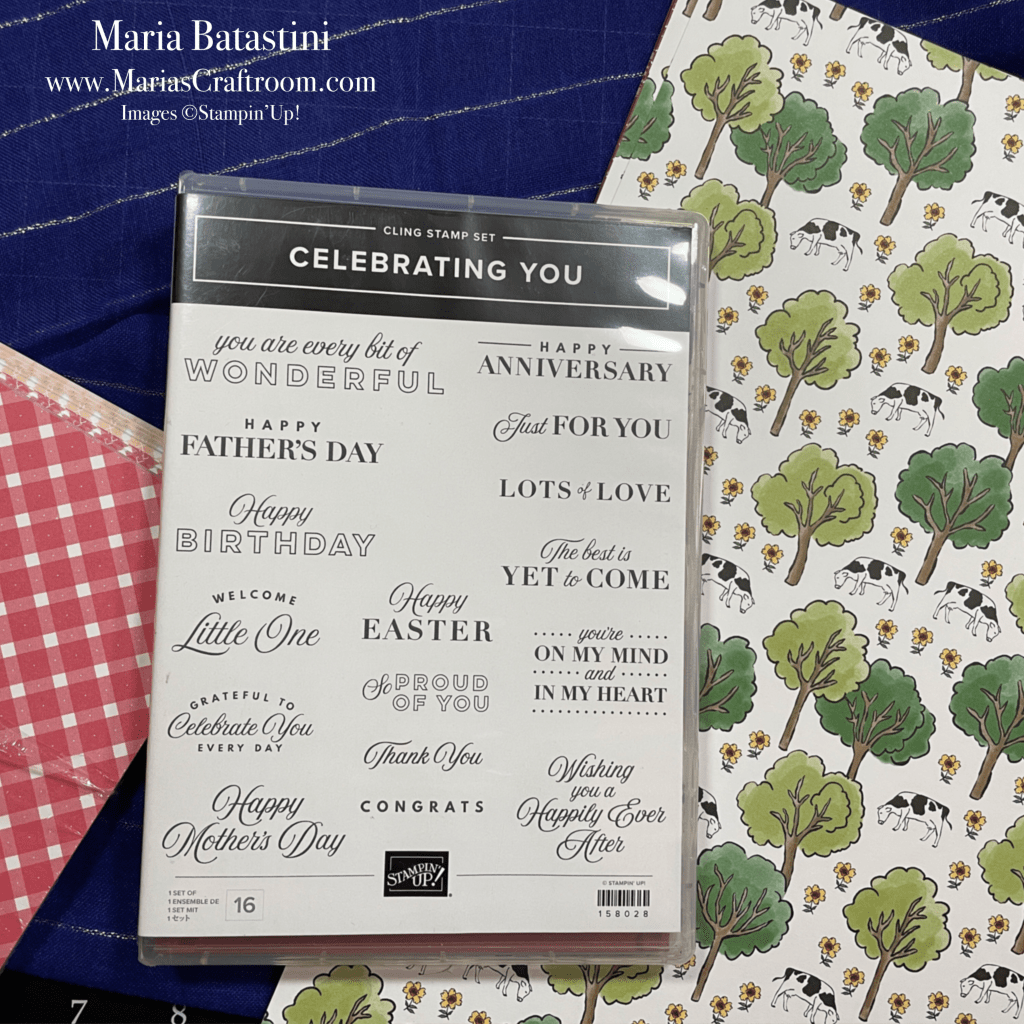 Maria Batastini
www.MariasCraftroom.com
Images ©Stampin'Up!
CLING STAMP SET
CELEBRATING YOU
you are every bit of
WONDERFUL
HAPPY
FATHER'S DAY
Happy
BIRTHDAY
WELCOME
Little One
GRATEFUL TO
Celebrate You
EVERY DAY
Happy
Mother's Day
Happy
EASTER
So PROUD
OF YOU
Thank You
CONGRATS
HAPPY
ANNIVERSARY
Just FOR YOU
LOTS of LOVE
The best is
YET to COME
you're
ON MY MIND
and
IN MY HEART
Wishing
you a
Happily Ever
After
STAMPIN'
UP!®
1 SET OF
1 ENSEMBLE DE
1 SET MIT
1 セット
16
© STAMPIN' UP!
158028
7 8